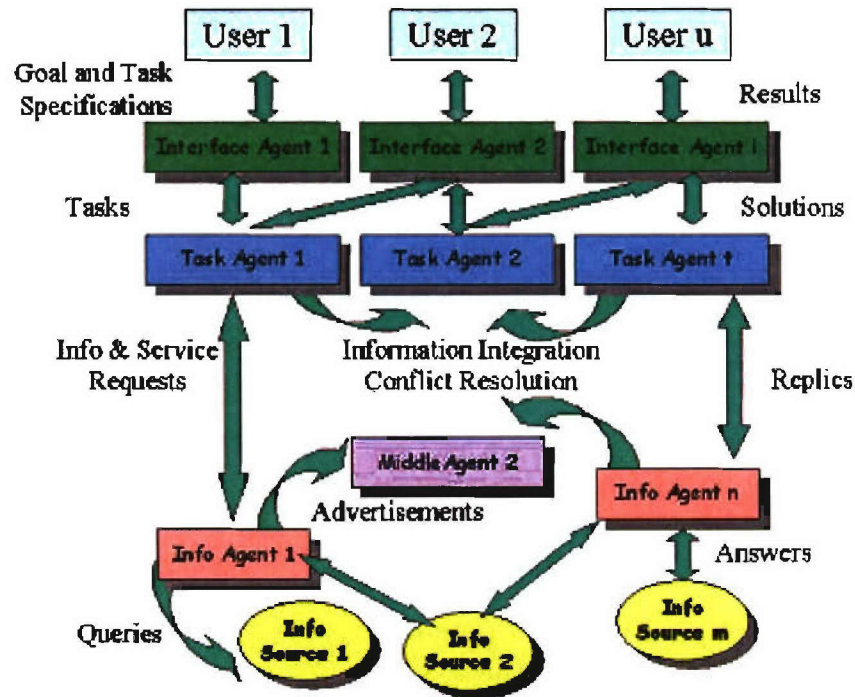 User 1
User 2
User u
Goal and Task
Specifications
Results
Interface Agent 1
Interface Agent 2
Interface Agent i
Tasks
Solutions
Task Agent 1
Task Agent 2
Task Agent t
Info & Service
Requests
Information Integration
Conflict Resolution
Replies
Middle Agent 2
Info Agent n
Advertisements
Info Agent 1
Answers
Queries
Info
Source 1
Info
Source 2
Info
Source m